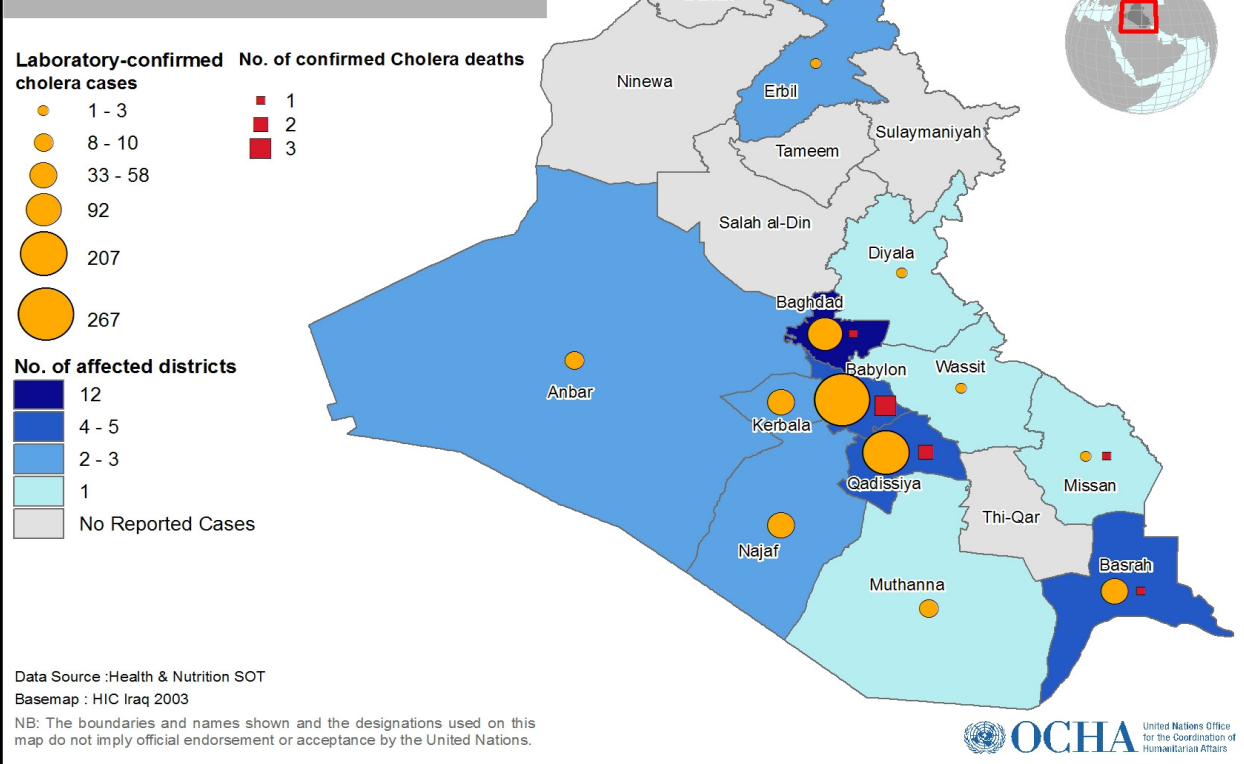 Laboratory-confirmed
cholera cases
1 - 3
8 - 10
33 - 58
92
207
267
No. of confirmed Cholera deaths
1
2
3
No. of affected districts
12
4 - 5
2 - 3
1
No Reported Cases
Ninewa
Erbil
Sulaymaniyah
Tameem
Salah al-Din
Diyala
Baghdad
Babylon
Wassit
Anbar
Kerbala
Qadissiya
Missan
Thi-Qar
Najaf
Basrah
Muthanna
Data Source :Health & Nutrition SOT
Basemap : HIC Iraq 2003
NB: The boundaries and names shown and the designations used on this
map do not imply official endorsement or acceptance by the United Nations.
OCHA
United Nations Office
for the Coordination of
Humanitarian Affairs